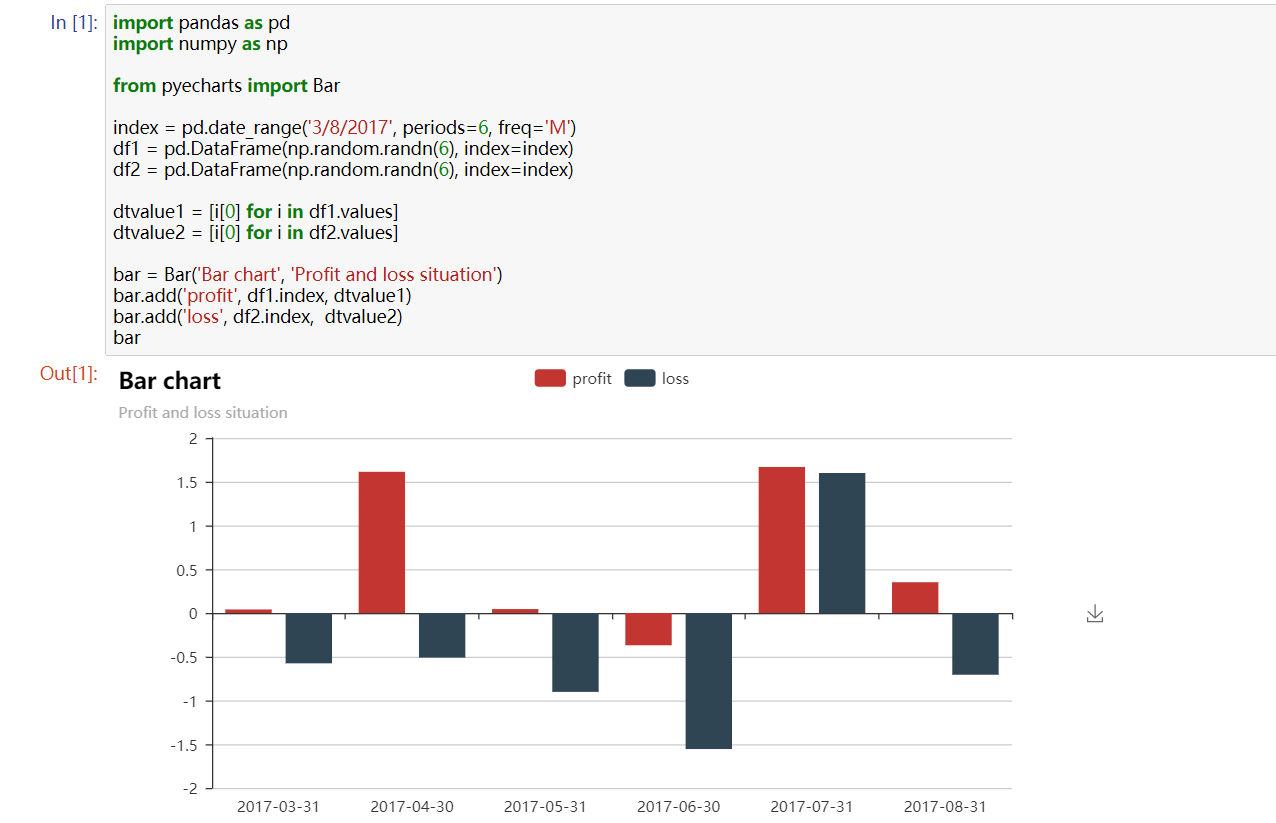 In [1]:
import pandas as pd
import numpy as np
from pyecharts import Bar
index = pd.date_range('3/8/2017', periods=6, freq='M')
df1 = pd.DataFrame(np.random.randn(6), index=index)
df2 = pd.DataFrame(np.random.randn(6), index=index)
dtvalue1 = [i[0] for i in df1.values]
dtvalue2 = [i[0] for i in df2.values]
bar = Bar('Bar chart', 'Profit and loss situation')
bar.add('profit', df1.index, dtvalue1)
bar.add('loss', df2.index,  dtvalue2)
bar
Out[1]:
Bar chart
profit loss
Profit and loss situation
2
1.5
1
0.5
0
-0.5
-1
-1.5
-2
2017-03-31 2017-04-30 2017-05-31 2017-06-30 2017-07-31 2017-08-31